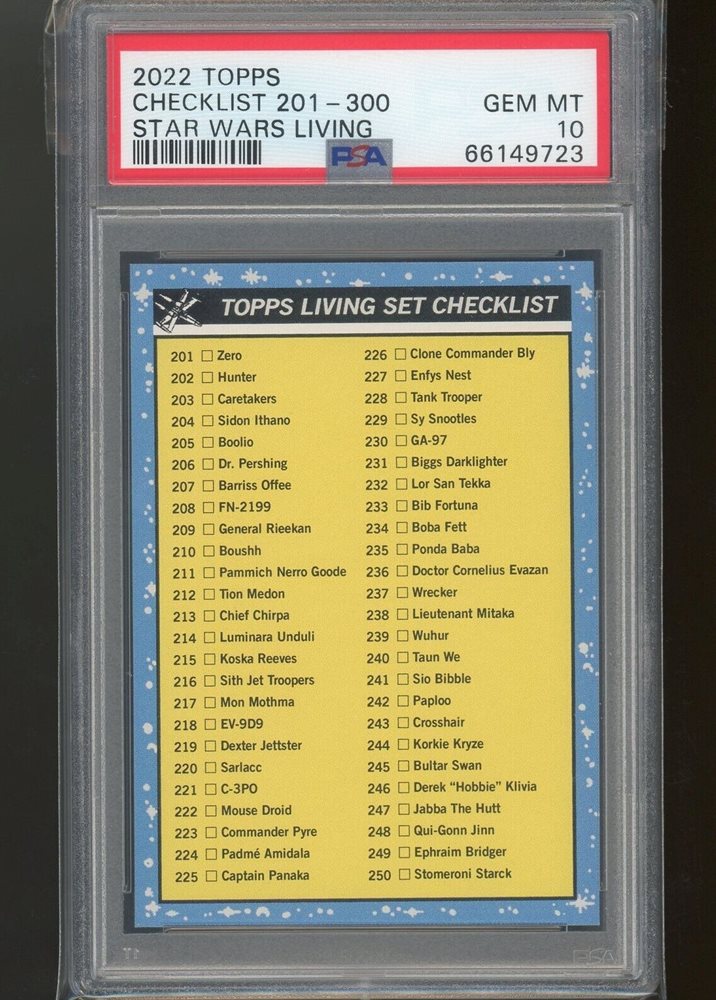 2022 TOPPS
CHECKLIST 201-300 GEM MT
STAR WARS LIVING 10
PSA 66149723
TOPPS LIVING SET CHECKLIST
201 Zero
202 Hunter
203 Caretakers
204 Sidon Ithano
205 Boolio
206 Dr. Pershing
207 Barriss Offee
208 FN-2199
209 General Rieekan
210 Boushh
211 Pammich Nerro Goode
212 Tion Medon
213 Chief Chirpa
214 Luminara Unduli
215 Koska Reeves
216 Sith Jet Troopers
217 Mon Mothma
218 EV-9D9
219 Dexter Jettster
220 Sarlacc
221 C-3PO
222 Mouse Droid
223 Commander Pyre
224 Padmé Amidala
225 Captain Panaka
226 Clone Commander Bly
227 Enfys Nest
228 Tank Trooper
229 Sy Snootles
230 GA-97
231 Biggs Darklighter
232 Lor San Tekka
233 Bib Fortuna
234 Boba Fett
235 Ponda Baba
236 Doctor Cornelius Evazan
237 Wrecker
238 Lieutenant Mitaka
239 Wuhur
240 Taun We
241 Sio Bibble
242 Paploo
243 Crosshair
244 Korkie Kryze
245 Bultar Swan
246 Derek “Hobbie” Klivia
247 Jabba The Hutt
248 Qui-Gonn Jinn
249 Ephraim Bridger
250 Stomeroni Starck
PSA